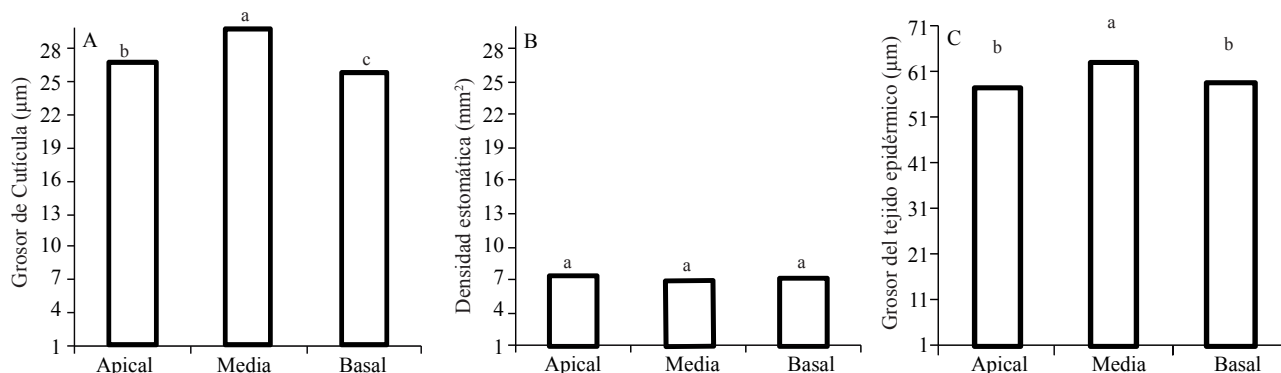 A
Grosor de Cutícula (µm)
28
25
22
19
16
13
10
7
4
1
b
a
c
Apical
Media
Basal
B
Densidad estomática (mm²)
28
25
22
19
16
13
10
7
4
1
a
a
a
Apical
Media
Basal
C
Grosor del tejido epidérmico (µm)
71
61
51
41
31
21
11
1
b
a
b
Apical
Media
Basal